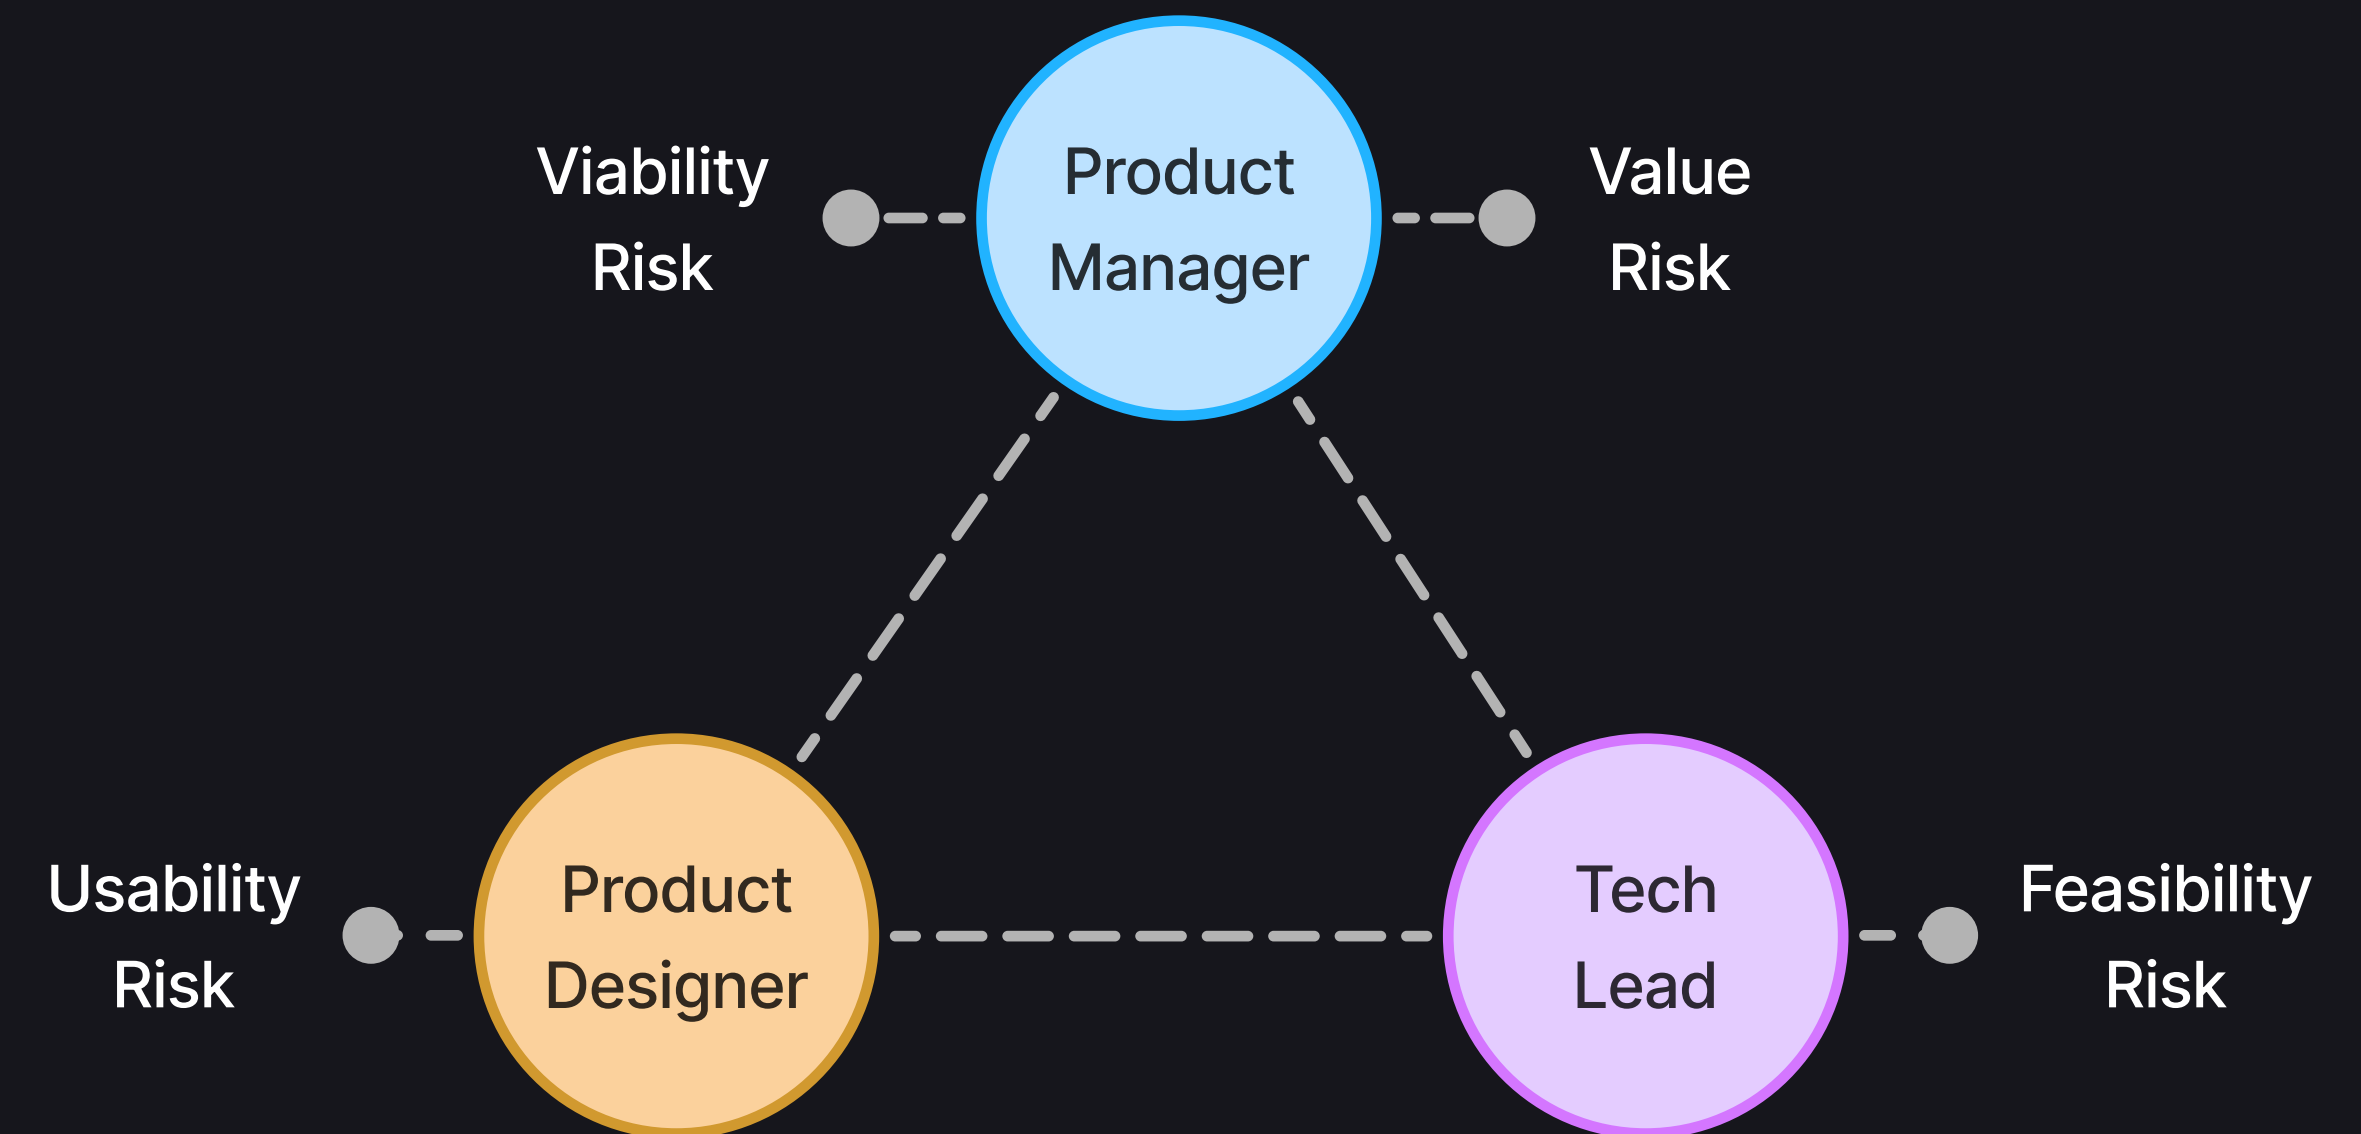 Viability
Risk
Product
Manager
Value
Risk
Usability
Risk
Product
Designer
Tech
Lead
Feasibility
Risk